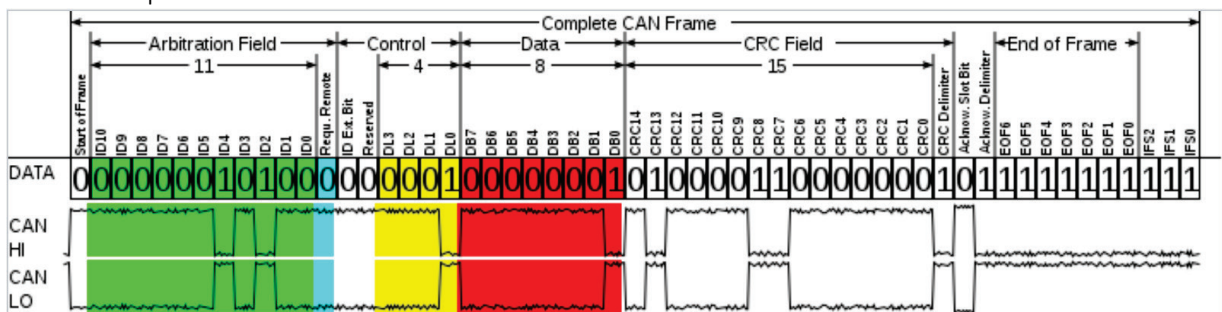 Complete CAN Frame
Arbitration Field Control Data CRC Field End of Frame
11 4 8 15
Start of Frame
ID10
ID9
ID8
ID7
ID6
ID5
ID4
ID3
ID2
ID1
ID0
Requ. Remote
ID Ext. Bit
Reserved
DL3
DL2
DL1
DL0
DB7
DB6
DB5
DB4
DB3
DB2
DB1
DB0
CRC14
CRC13
CRC12
CRC11
CRC10
CRC9
CRC8
CRC7
CRC6
CRC5
CRC4
CRC3
CRC2
CRC1
CRC0
CRC Delimiter
Acknow. Slot Bit
Acknow. Delimiter
EOF6
EOF5
EOF4
EOF3
EOF2
EOF1
EOF0
IFS2
IFS1
IFS0
DATA 0 0 0 0 0 0 0 1 0 1 0 0 0 0 0 0 0 0 1 0 0 0 0 0 0 0 1 0 1 0 0 0 0 1 1 0 0 0 0 0 0 0 1 0 1 1 1 1 1 1 1 1 1 1 1
CAN
HI
CAN
LO